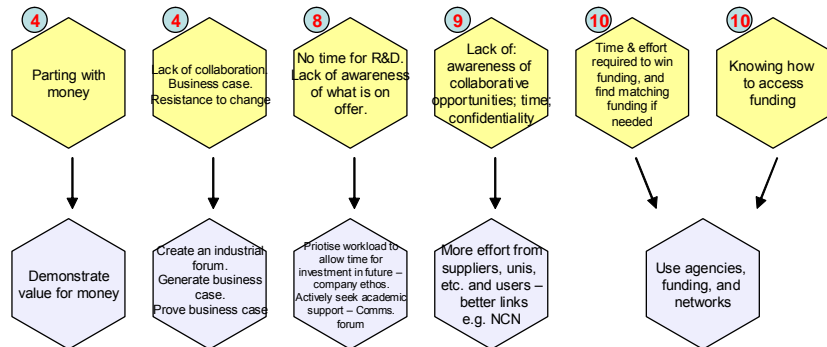 4
4
8
9
10
10
Parting with
money
Lack of collaboration.
Business case.
Resistance to change
No time for R&D.
Lack of awareness
of what is on
offer.
Lack of:
awareness of
collaborative
opportunities; time;
confidentiality
Time & effort
required to win
funding, and
find matching
funding if
needed
Knowing how
to access
funding
Demonstrate
value for money
Create an industrial
forum.
Generate business
case.
Prove business case
Priotise workload to
allow time for
investment in future –
company ethos.
Actively seek academic
support – Comms.
forum
More effort from
suppliers, unis,
etc. and users –
better links
e.g. NCN
Use agencies,
funding, and
networks